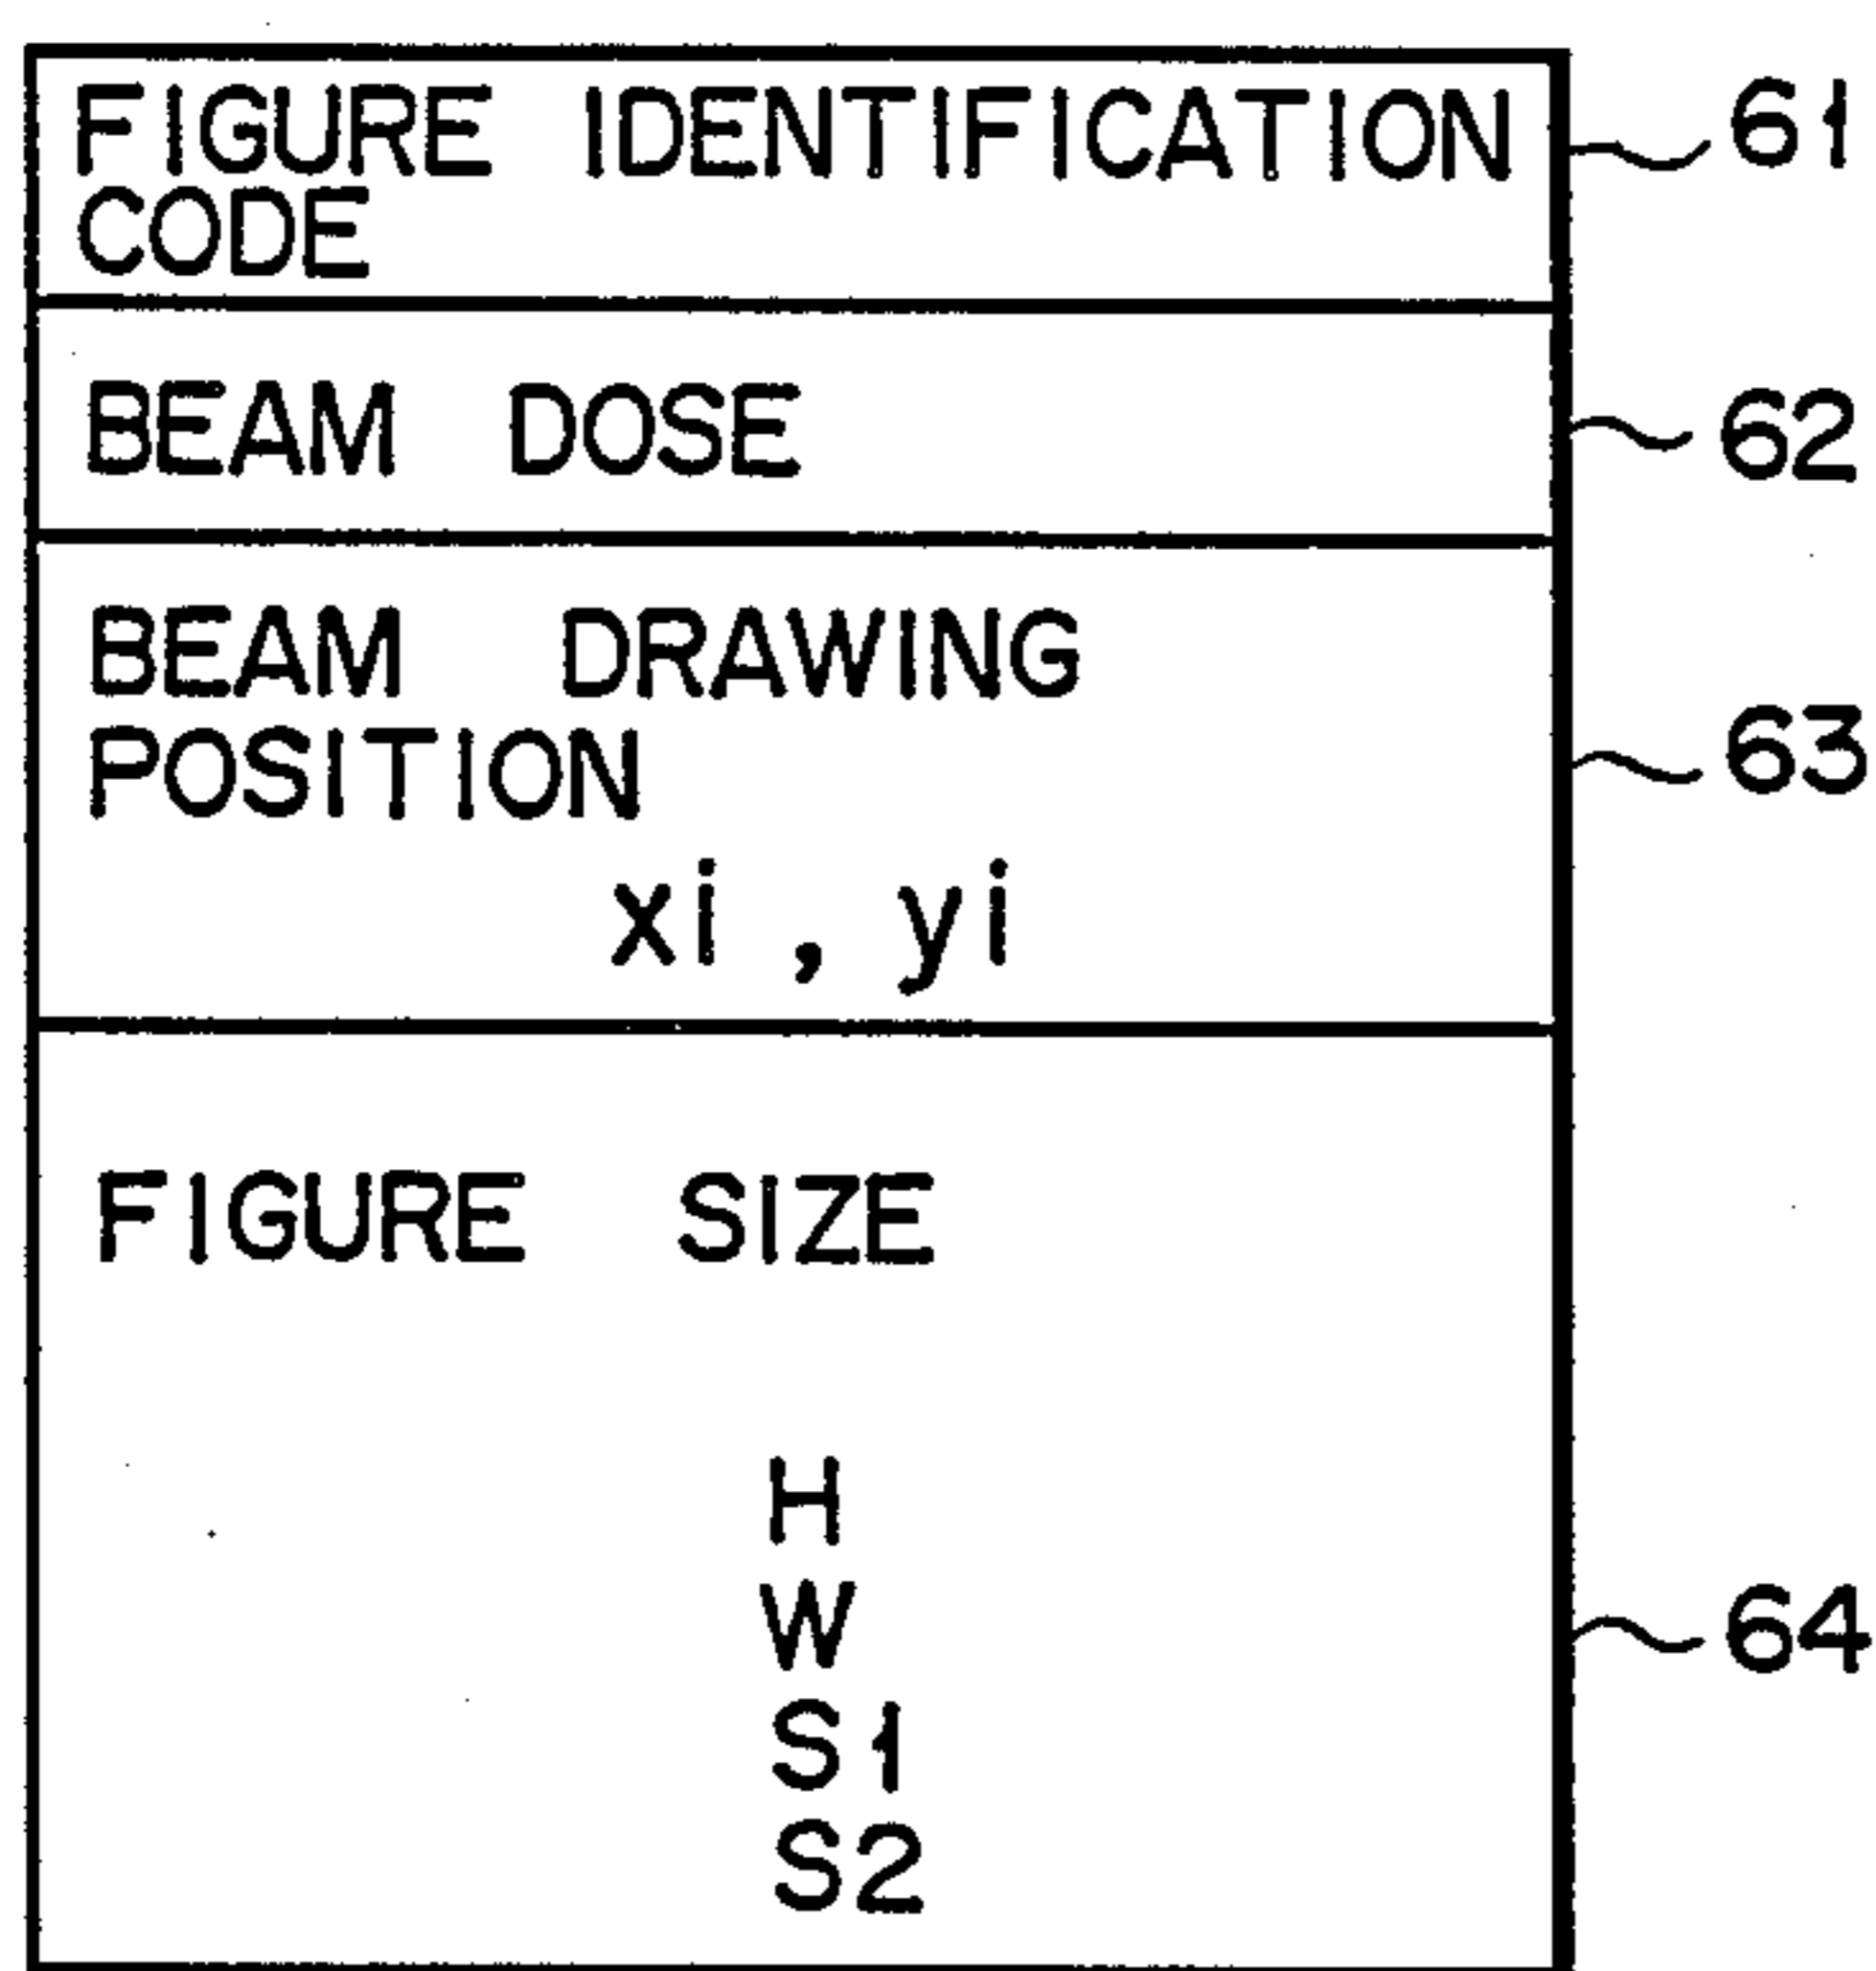 FIGURE IDENTIFICATION 61
CODE
BEAM DOSE 62
BEAM DRAWING
POSITION 63
xi , yi
FIGURE SIZE
H
W 64
S1
S2